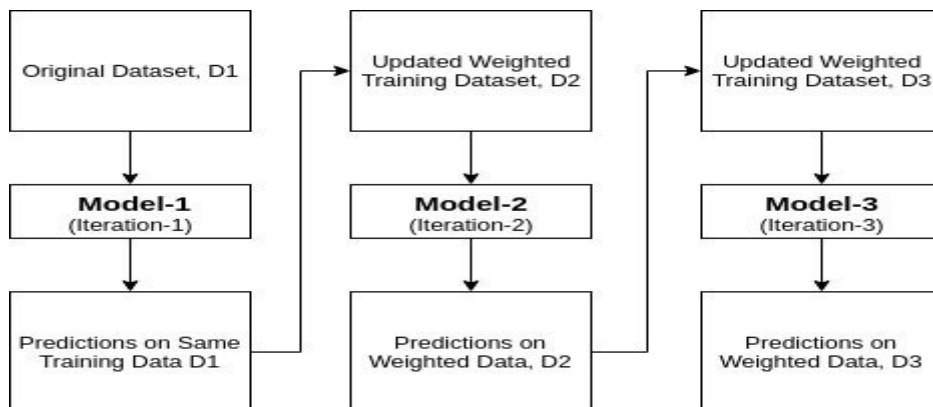 Original Dataset, D1
Model-1
(Iteration-1)
Predictions on Same
Training Data D1
Updated Weighted
Training Dataset, D2
Model-2
(Iteration-2)
Predictions on
Weighted Data, D2
Updated Weighted
Training Dataset, D3
Model-3
(Iteration-3)
Predictions on
Weighted Data, D3